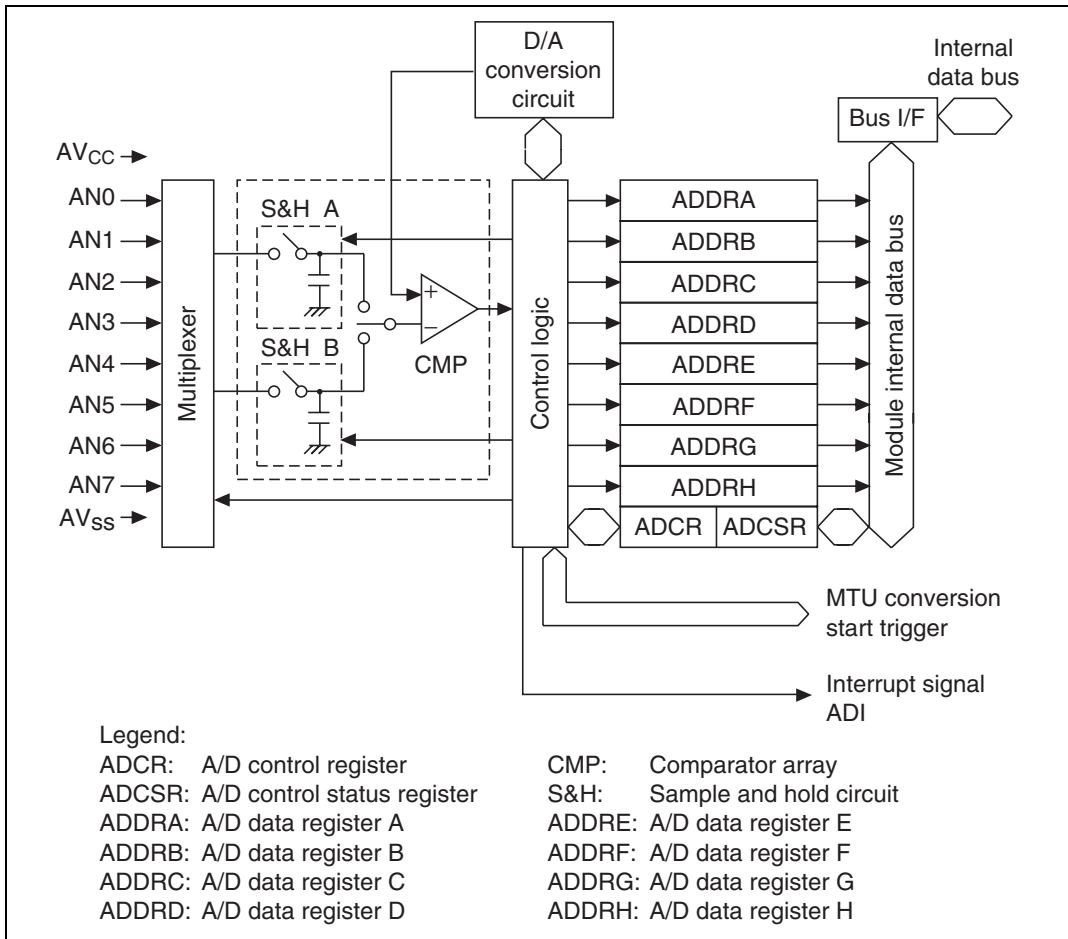 D/A
conversion
circuit
Internal
data bus
Bus I/F
AVCC
AN0
AN1
AN2
AN3
AN4
AN5
AN6
AN7
AVSS
Multiplexer
S&H A
S&H B
+
−
CMP
Control logic
ADDRA
ADDRB
ADDRC
ADDRD
ADDRE
ADDRF
ADDRG
ADDRH
ADCR
ADCSR
Module internal data bus
MTU conversion
start trigger
Interrupt signal
ADI
Legend:
ADCR: A/D control register
ADCSR: A/D control status register
ADDRA: A/D data register A
ADDRB: A/D data register B
ADDRC: A/D data register C
ADDRD: A/D data register D
CMP: Comparator array
S&H: Sample and hold circuit
ADDRE: A/D data register E
ADDRF: A/D data register F
ADDRG: A/D data register G
ADDRH: A/D data register H